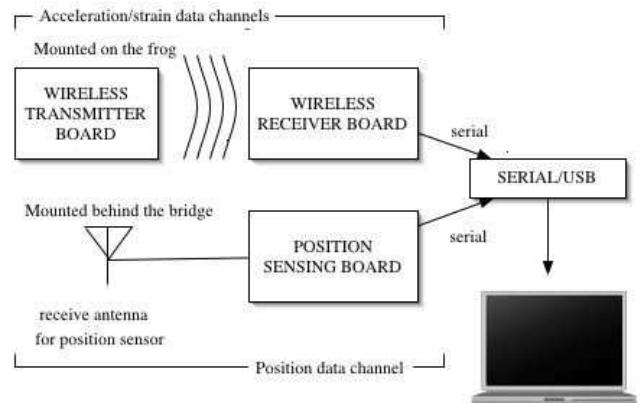 Acceleration/strain data channels
Mounted on the frog
WIRELESS
TRANSMITTER
BOARD
WIRELESS
RECEIVER BOARD
serial
SERIAL/USB
Mounted behind the bridge
POSITION
SENSING BOARD
serial
receive antenna
for position sensor
Position data channel